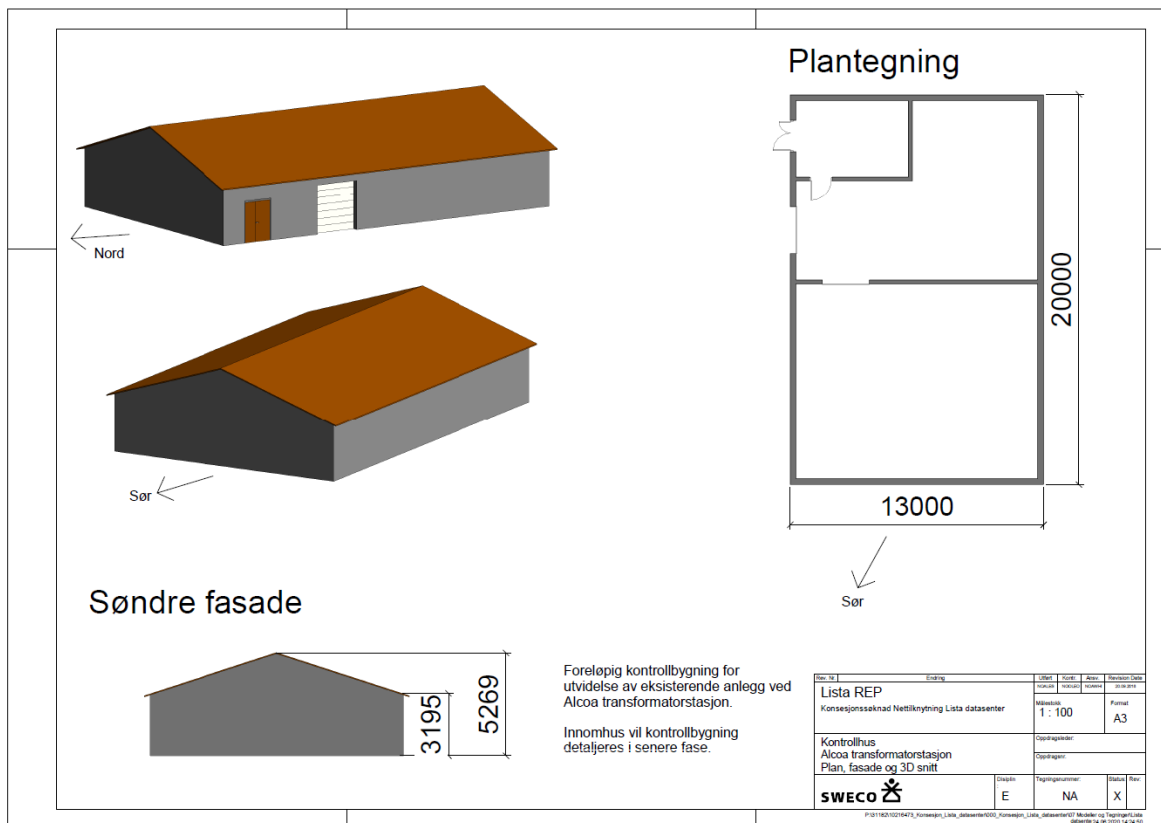 Plantegning
Nord
Sør
20000
13000
Sør
Søndre fasade
3195
5269
Foreløpig kontrollbygning for
utvidelse av eksisterende anlegg ved
Alcoa transformatorstasjon.
Innomhus vil kontrollbygning
detaljeres i senere fase.
Rev. Nr. Endring Utført Kontr. Ansv. Revision Date
Lista REP
Konsesjonssøknad Nettilknytning Lista datasenter
Målestokk
1 : 100
Format
A3
Kontrollhus
Alcoa transformatorstasjon
Plan, fasade og 3D snitt
Oppdragsleder:
Oppdragsnr.
SWECO
Disiplin
E
Tegningsnummer:
NA
Status
X
Rev: